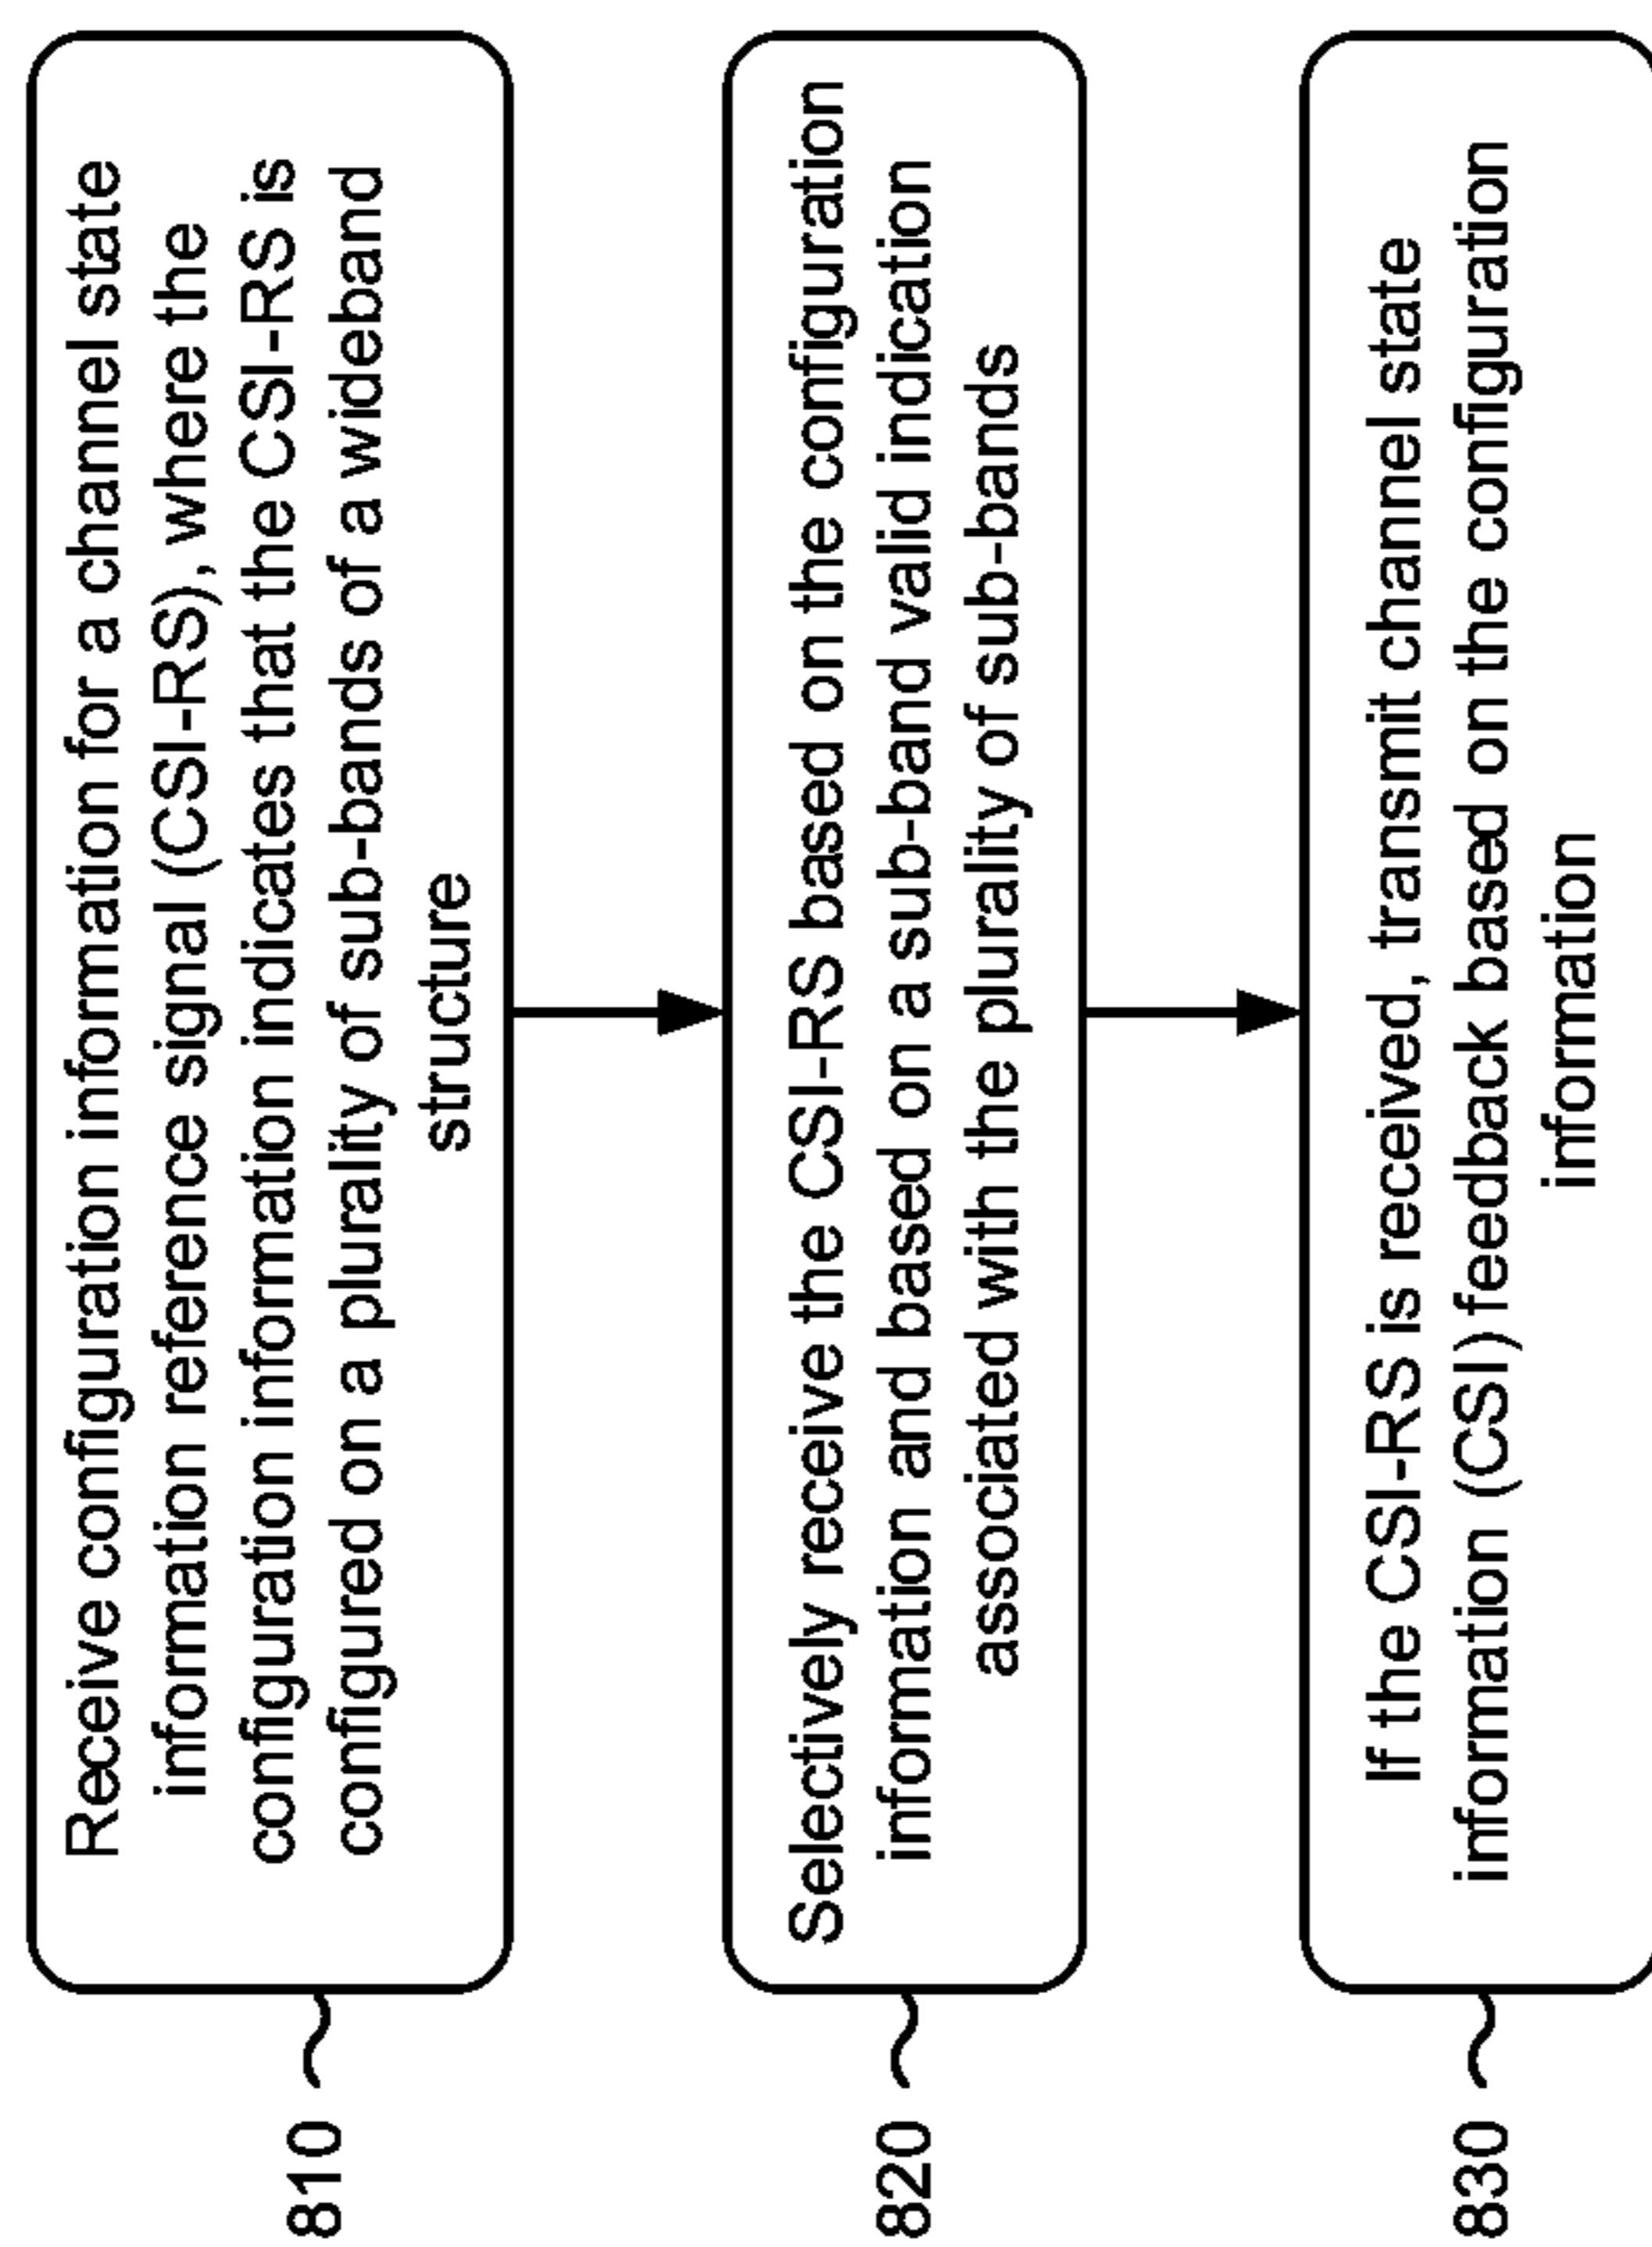 Receive configuration information for a channel state
information reference signal (CSI-RS), where the
configuration information indicates that the CSI-RS is
configured on a plurality of sub-bands of a wideband
structure
810
Selectively receive the CSI-RS based on the configuration
information and based on a sub-band valid indication
associated with the plurality of sub-bands
820
If the CSI-RS is received, transmit channel state
information (CSI) feedback based on the configuration
information
830